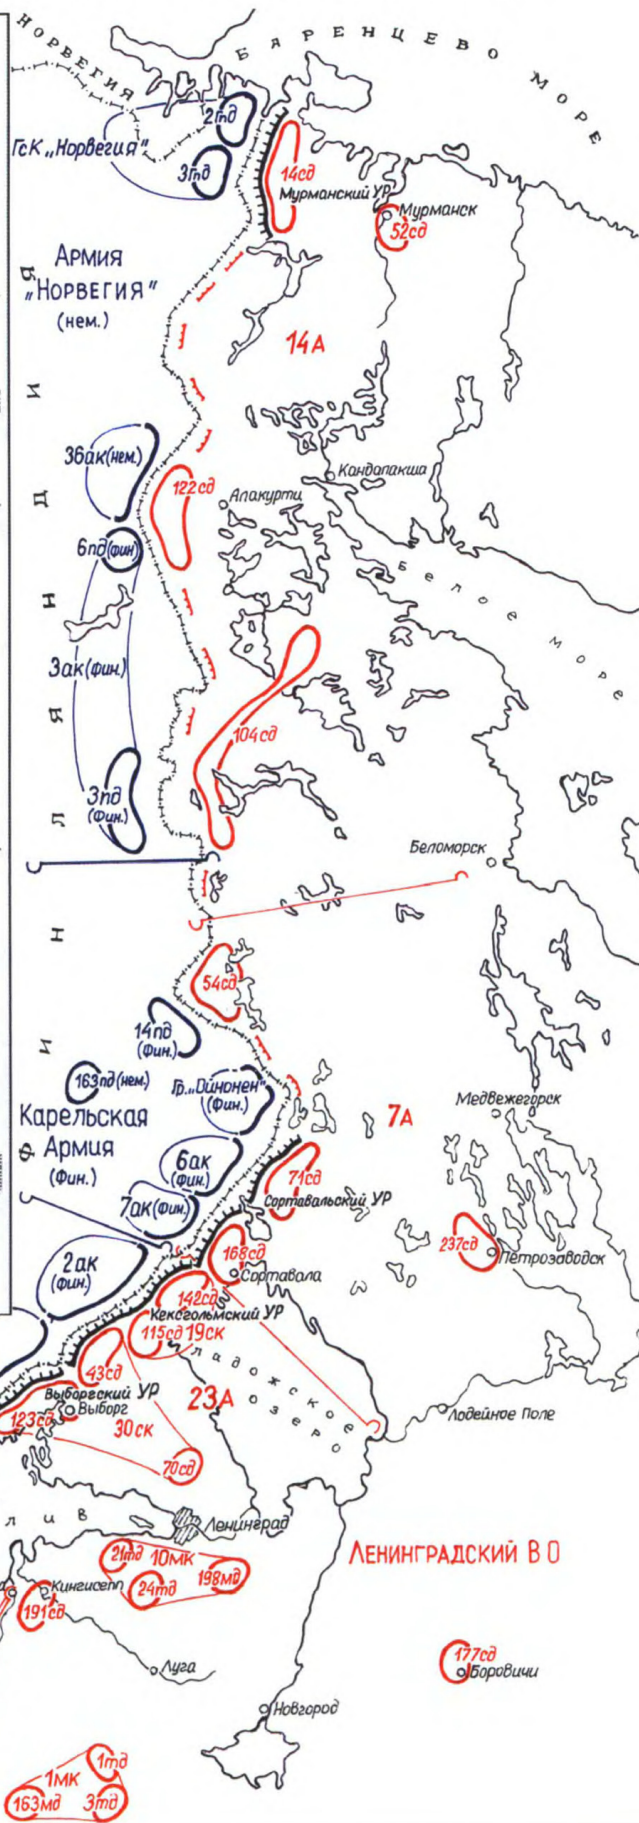 НОРВЕГИЯ
БАРЕНЦЕВО МОРЕ
ГсК „Норвегия"
2гпд
3гпд
14сд
Мурманский УР
Мурманск
52сд
Армия
„Норвегия"
(нем.)
14А
36ак(нем.)
122сд
Алакурти
Кандалакша
6пд(фин)
Белое море
3ак(фин.)
104сд
3пд
(Фин.)
Беломорск
ФИНЛЯНДИЯ
54сд
14пд
(Фин.)
163пд(нем.)
Гр. „Ойнонен"
(Фин.)
7А
Медвежегорск
Карельская
Армия
(Фин.)
6ак
(Фин.)
7ак(Фин.)
71сд
Сортавальский УР
237сд
Петрозаводск
2ак
(фин.)
168сд
Сортавала
142сд
Кексгольмский УР
115сд 19ск
Ладожское
озеро
43сд
Выборгский УР
123сд
Выборг
23А
30ск
Лодейное Поле
70сд
лив
Ленинград
ЛЕНИНГРАДСКИЙ ВО
21тд
10мк
24тд
198мд
Кингисепп
191сд
Луга
177сд
Боровичи
Новгород
1тд
1мк
163мд
3тд